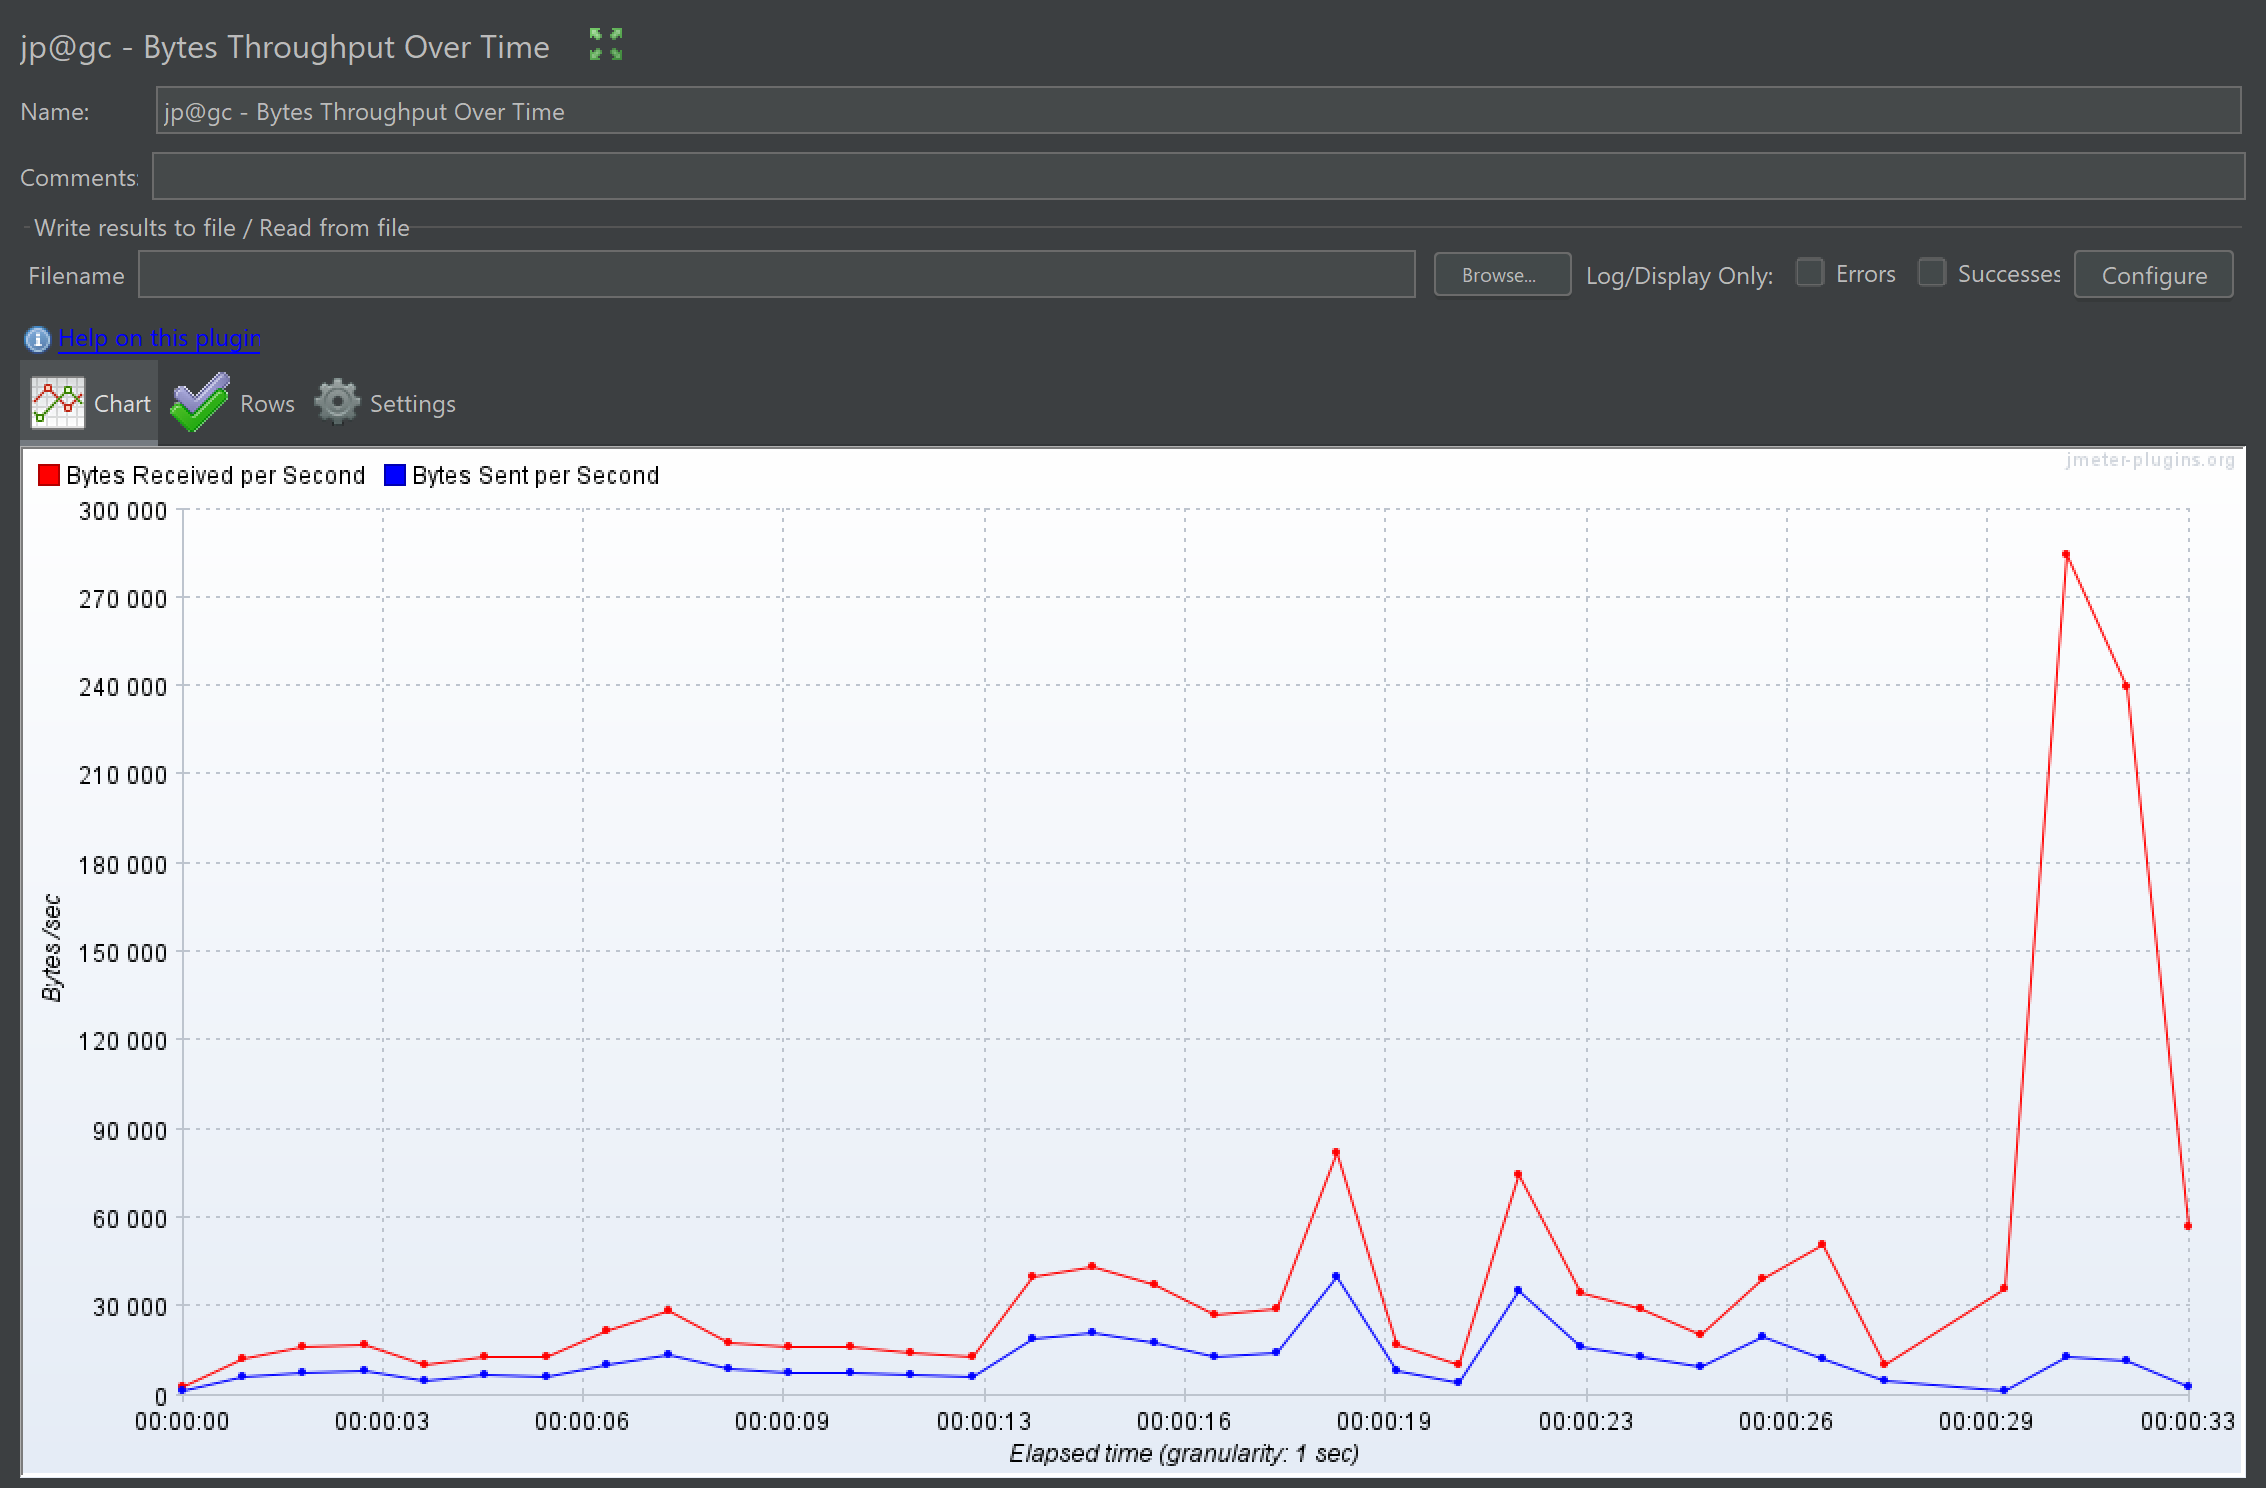 jp@gc - Bytes Throughput Over Time
Name: jp@gc - Bytes Throughput Over Time
Comments:
Write results to file / Read from file
Filename Browse... Log/Display Only: Errors Successes Configure
Help on this plugin
Chart Rows Settings
Bytes Received per Second Bytes Sent per Second
jmeter-plugins.org
300 000
270 000
240 000
210 000
180 000
150 000
120 000
90 000
60 000
30 000
0
Bytes /sec
00:00:00 00:00:03 00:00:06 00:00:09 00:00:13 00:00:16 00:00:19 00:00:23 00:00:26 00:00:29 00:00:33
Elapsed time (granularity: 1 sec)